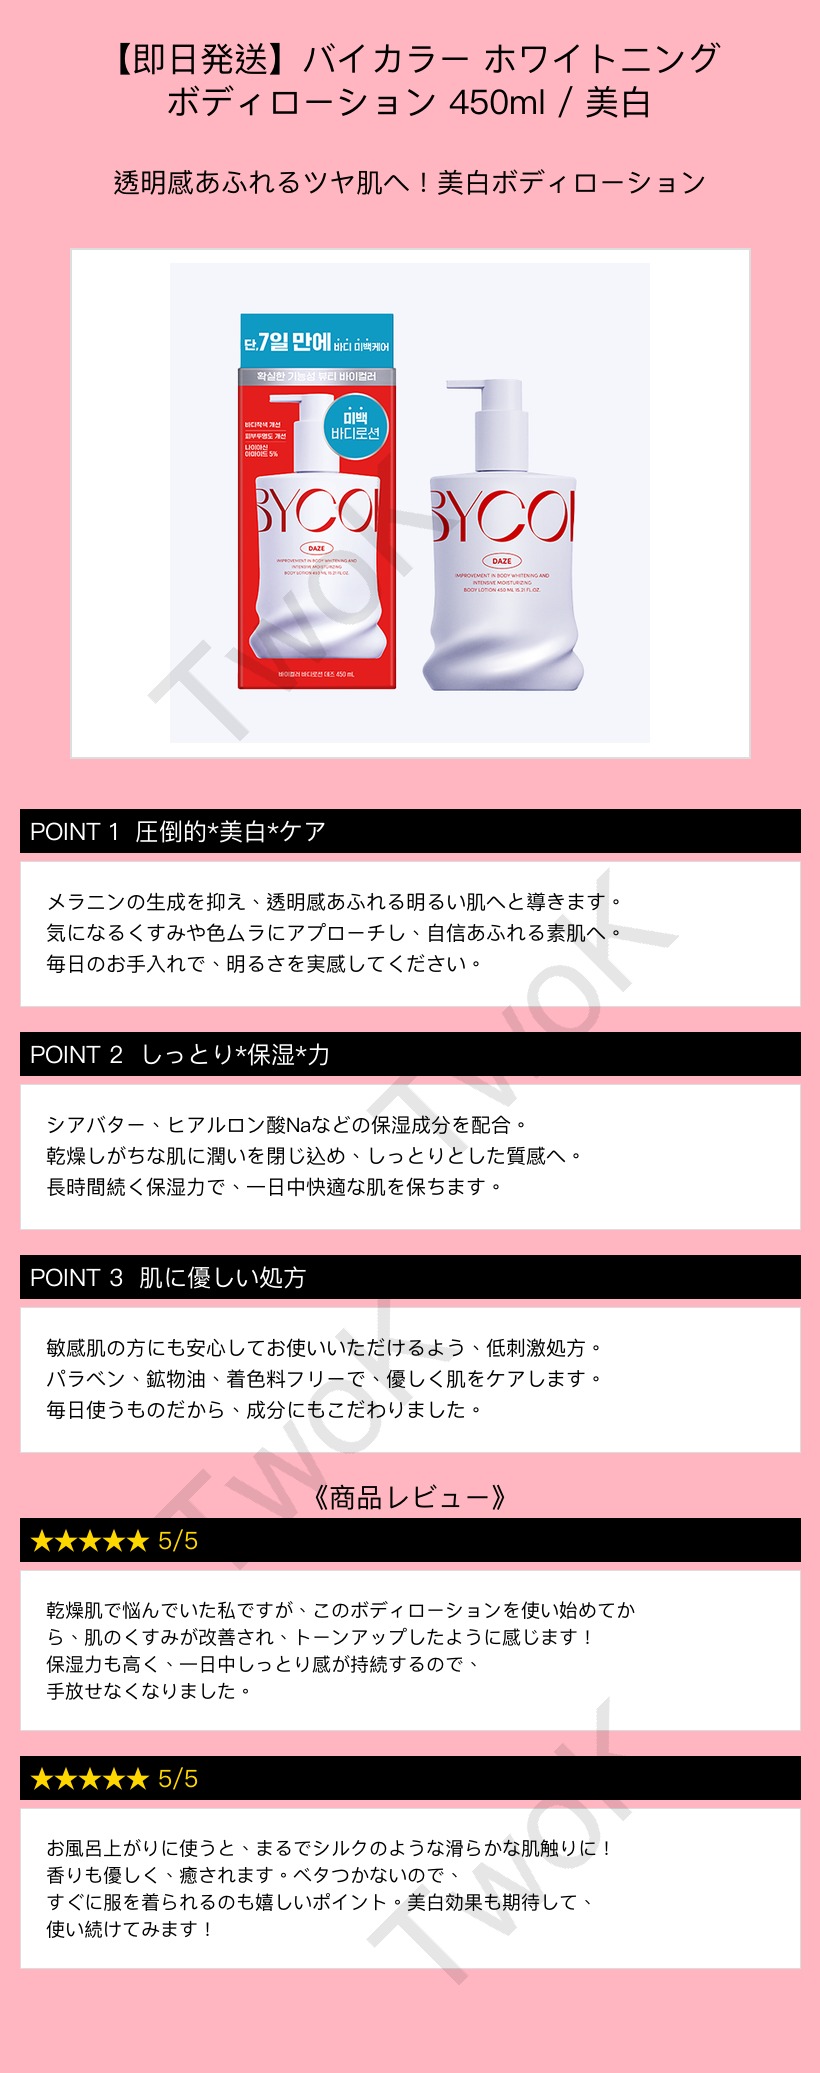 【即日発送】バイカラー ホワイトニング
ボディローション 450ml / 美白
透明感あふれるツヤ肌へ！美白ボディローション
단, 7일 만에 바디 미백케어
확실한 기능성 뷰티 바이컬러
바디착색 개선
피부투명도 개선
나이아신
아마이드 5%
미백
바디로션
BYCOL
DAZE
IMPROVEMENT IN BODY WHITENING AND
INTENSIVE MOISTURIZING
BODY LOTION 450 ML 15.21 FL.OZ.
바이컬러 바디로션 데즈 450 mL
BYCOL
DAZE
IMPROVEMENT IN BODY WHITENING AND
INTENSIVE MOISTURIZING
BODY LOTION 450 ML 15.21 FL.OZ.
TwoK
POINT 1 圧倒的*美白*ケア
メラニンの生成を抑え、透明感あふれる明るい肌へと導きます。
気になるくすみや色ムラにアプローチし、自信あふれる素肌へ。
毎日のお手入れで、明るさを実感してください。
TwoK
POINT 2 しっとり*保湿*力
シアバター、ヒアルロン酸Naなどの保湿成分を配合。
乾燥しがちな肌に潤いを閉じ込め、しっとりとした質感へ。
長時間続く保湿力で、一日中快適な肌を保ちます。
POINT 3 肌に優しい処方
敏感肌の方にも安心してお使いいただけるよう、低刺激処方。
パラベン、鉱物油、着色料フリーで、優しく肌をケアします。
毎日使うものだから、成分にもこだわりました。
TwoK
《商品レビュー》
★★★★★ 5/5
乾燥肌で悩んでいた私ですが、このボディローションを使い始めてか
ら、肌のくすみが改善され、トーンアップしたように感じます！
保湿力も高く、一日中しっとり感が持続するので、
手放せなくなりました。
★★★★★ 5/5
お風呂上がりに使うと、まるでシルクのような滑らかな肌触りに！
香りも優しく、癒されます。ベタつかないので、
すぐに服を着られるのも嬉しいポイント。美白効果も期待して、
使い続けてみます！
TwoK